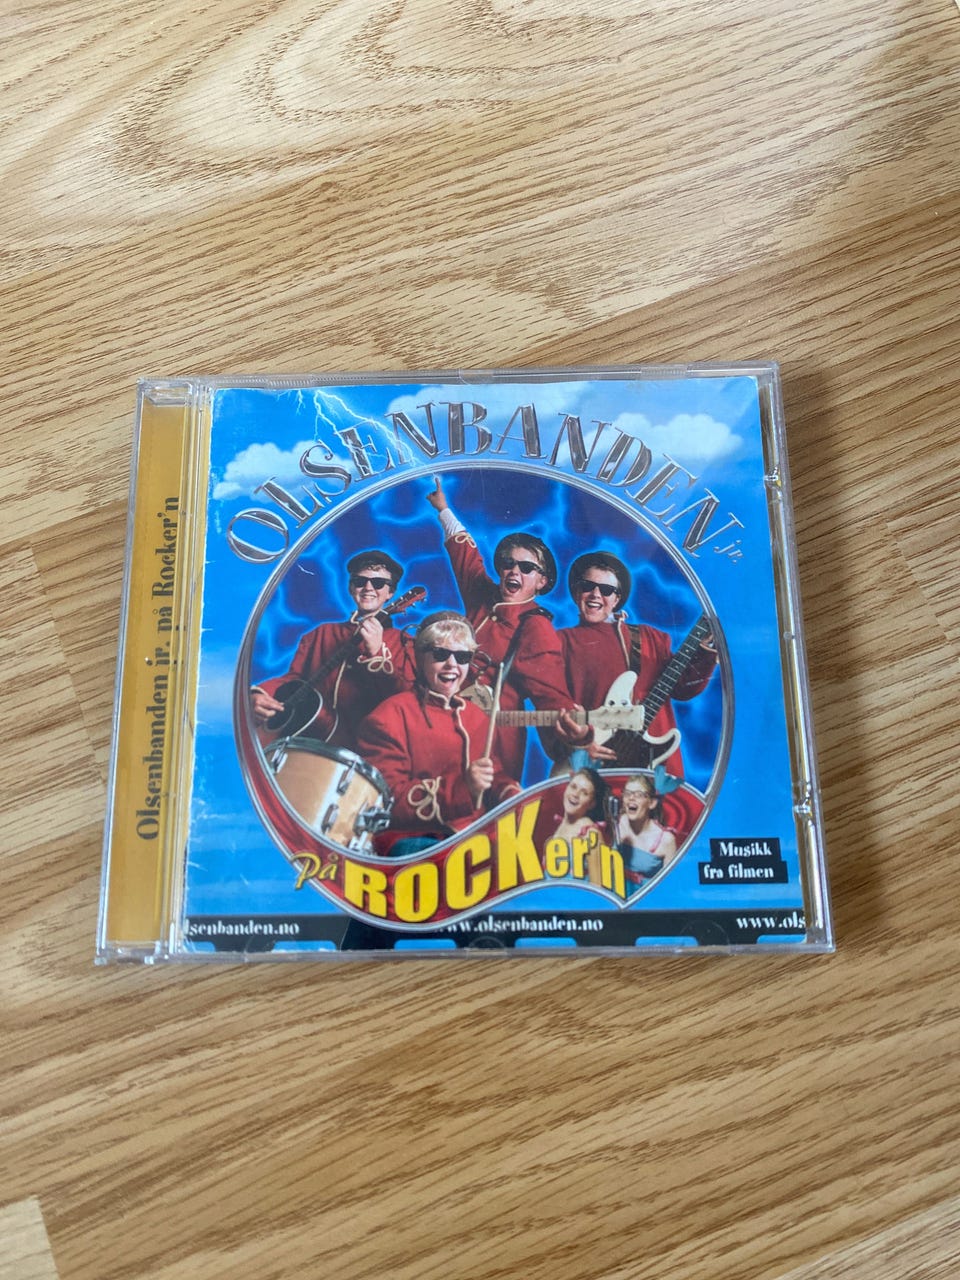 OLSENBANDEN jr.
På ROCKer'n
Musikk
fra filmen
lsenbanden.no
www.olsenbanden.no
www.ols
Olsenbanden jr. på Rocker'n